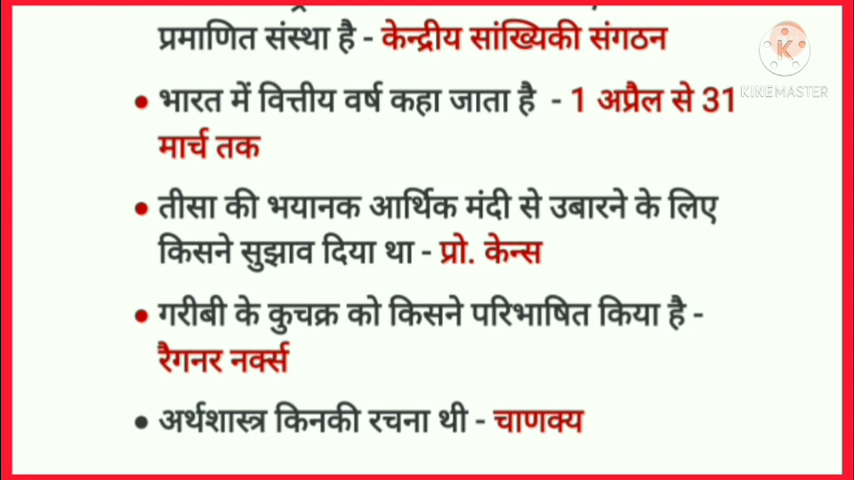 प्रमाणित संस्था है - केन्द्रीय सांख्यिकी संगठन
KINEMASTER
• भारत में वित्तीय वर्ष कहा जाता है - 1 अप्रैल से 31
मार्च तक
• तीसा की भयानक आर्थिक मंदी से उबारने के लिए
किसने सुझाव दिया था - प्रो. केन्स
• गरीबी के कुचक्र को किसने परिभाषित किया है -
रैगनर नर्क्स
• अर्थशास्त्र किनकी रचना थी - चाणक्य